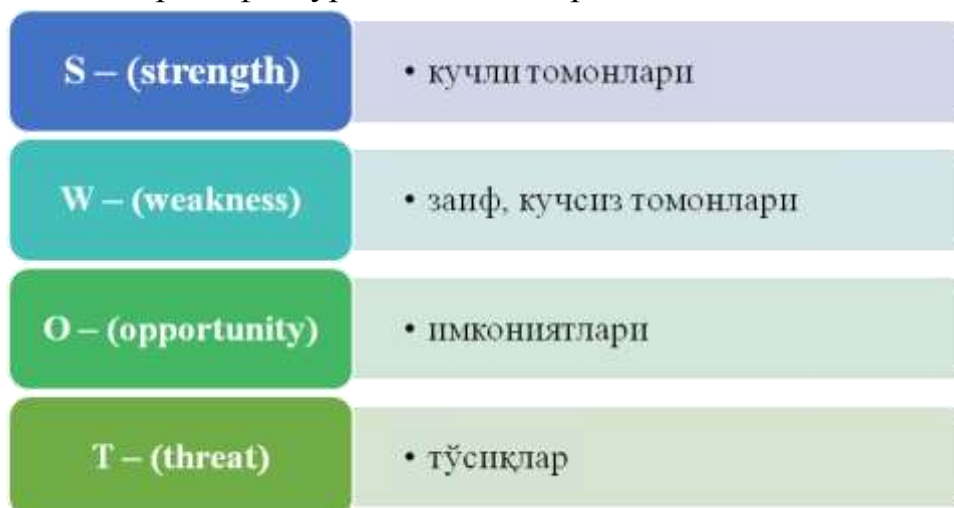 S – (strength)
• кучли томонлари
W – (weakness)
• заиф, кучсиз томонлари
O – (opportunity)
• имкониятлари
T – (threat)
• тўсиқлар